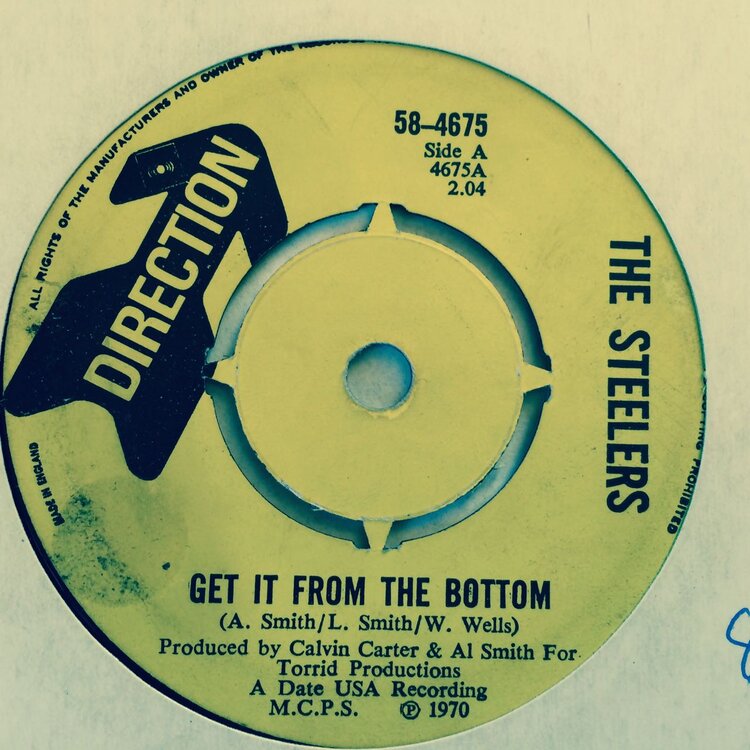 ALL RIGHTS OF THE MANUFACTURERS AND OWNER OF THE RECORDED
DIRECTION
58–4675
Side A
4675A
2.04
THE STEELERS
PROHIBITED
MADE IN ENGLAND
GET IT FROM THE BOTTOM
(A. Smith/L. Smith/W. Wells)
Produced by Calvin Carter & Al Smith For
Torrid Productions
A Date USA Recording
M.C.P.S. ℗ 1970